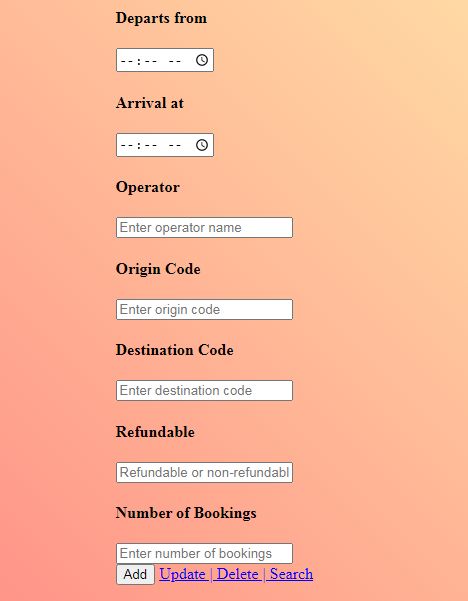 Departs from
--:-- --
Arrival at
--:-- --
Operator
Enter operator name
Origin Code
Enter origin code
Destination Code
Enter destination code
Refundable
Refundable or non-refundabl
Number of Bookings
Enter number of bookings
Add Update | Delete | Search